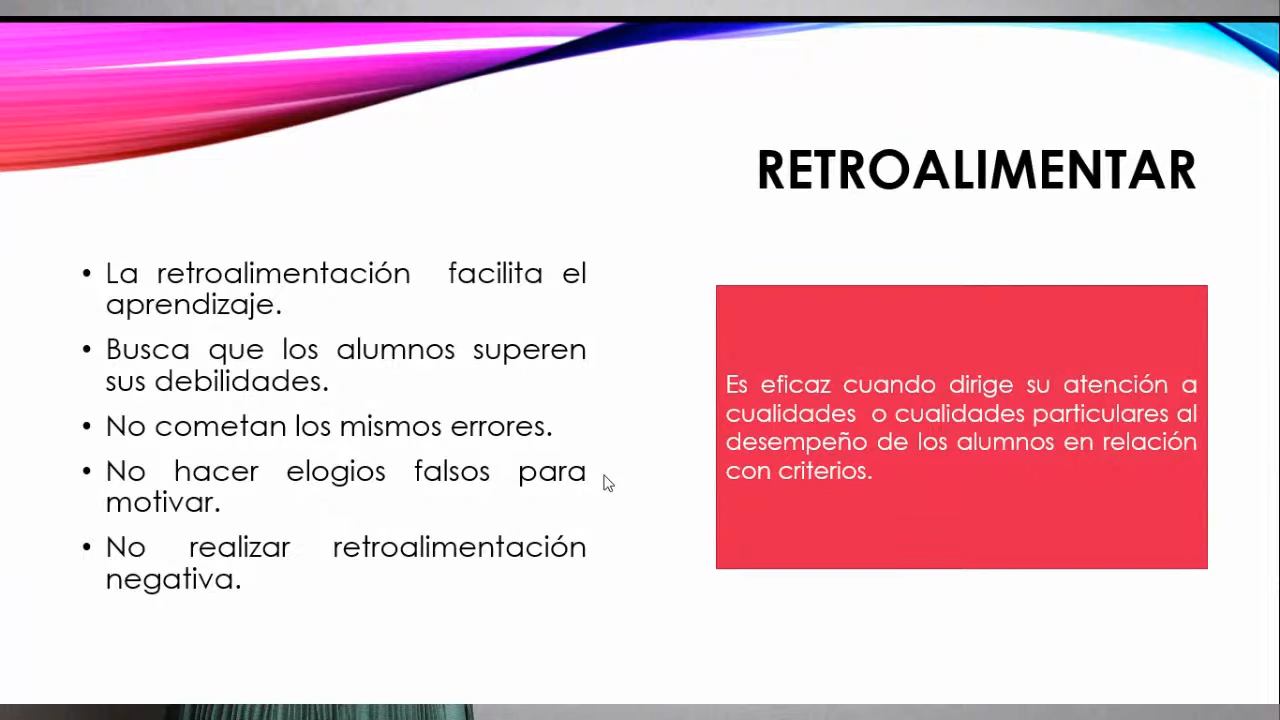 RETROALIMENTAR
• La retroalimentación facilita el
aprendizaje.
• Busca que los alumnos superen
sus debilidades.
• No cometan los mismos errores.
• No hacer elogios falsos para
motivar.
• No realizar retroalimentación
negativa.
Es eficaz cuando dirige su atención a
cualidades o cualidades particulares al
desempeño de los alumnos en relación
con criterios.